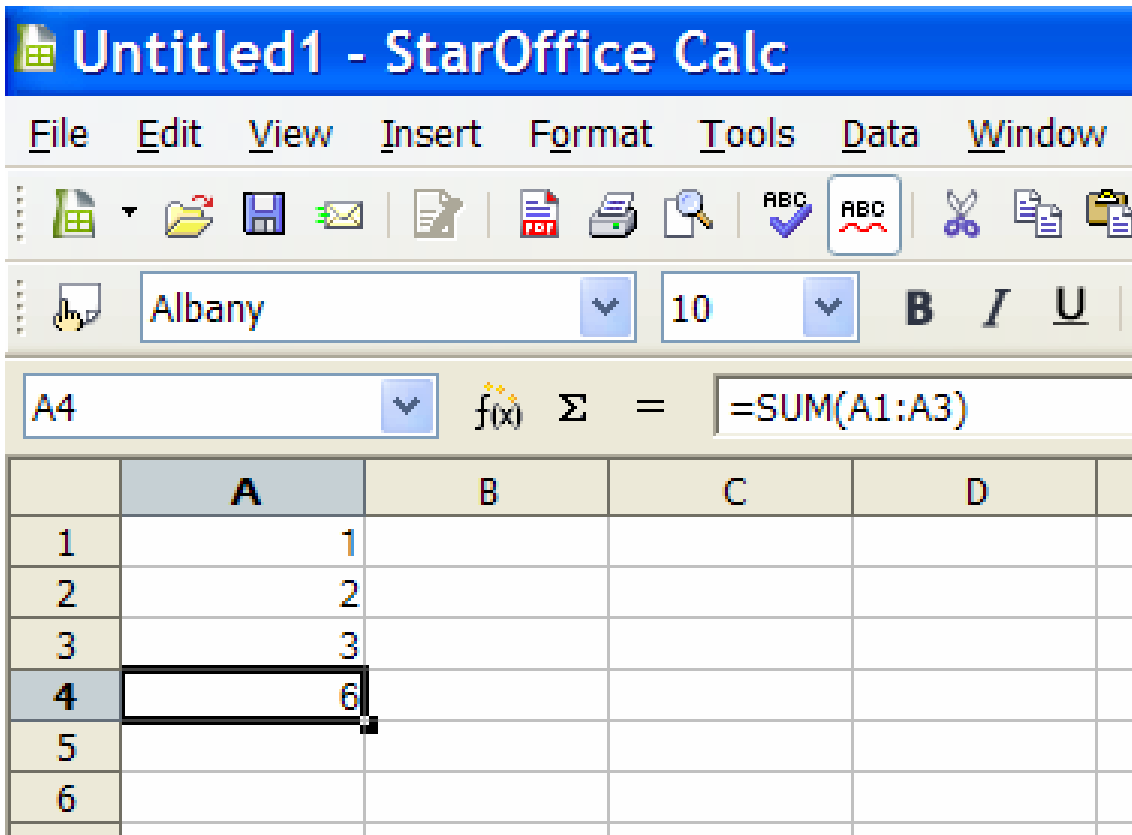 Untitled1 - StarOffice Calc
File Edit View Insert Format Tools Data Window
PDF ABC ABC
Albany 10 B I U
A4 f(x) Σ = =SUM(A1:A3)
A B C D
1 1
2 2
3 3
4 6
5
6